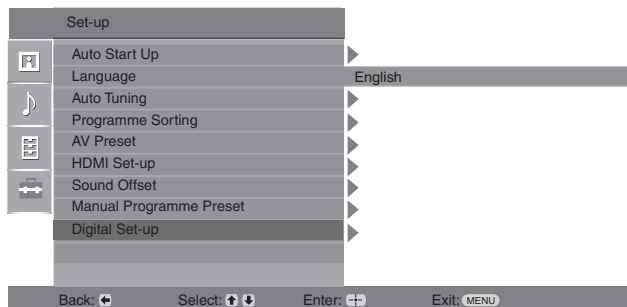 Set-up
Auto Start Up
Language English
Auto Tuning
Programme Sorting
AV Preset
HDMI Set-up
Sound Offset
Manual Programme Preset
Digital Set-up
Back: Select: Enter: Exit: MENU